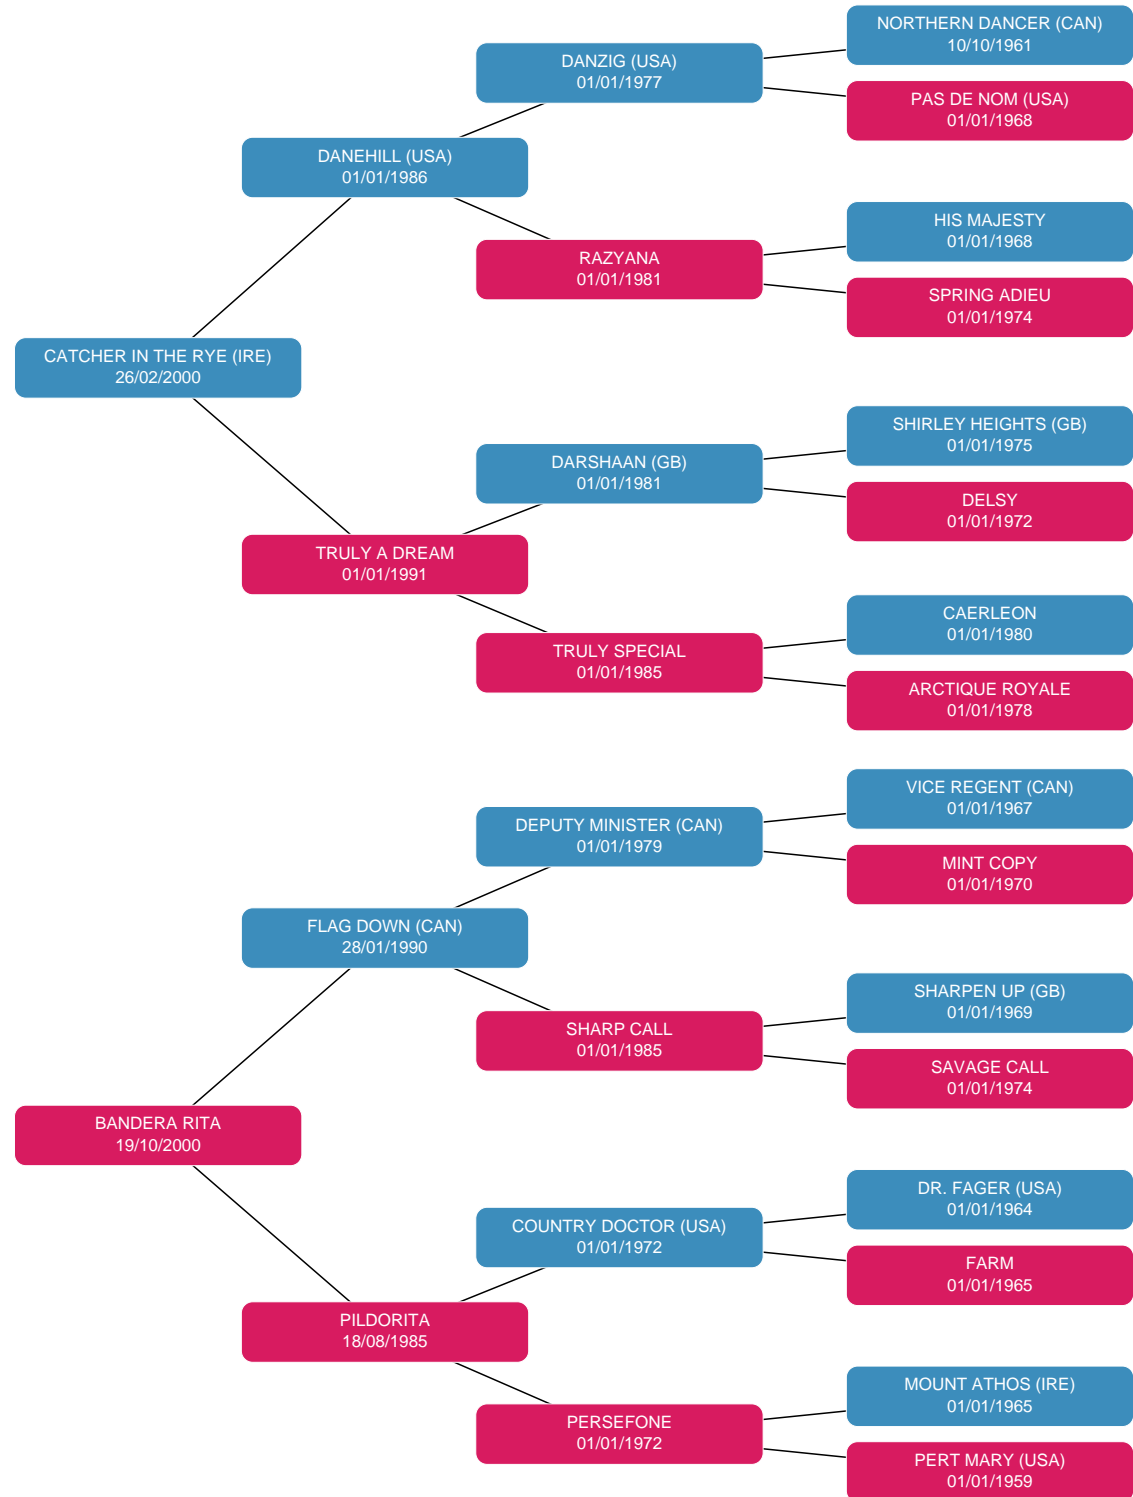 NORTHERN DANCER (CAN)
10/10/1961
DANZIG (USA)
01/01/1977
PAS DE NOM (USA)
01/01/1968
DANEHILL (USA)
01/01/1986
HIS MAJESTY
01/01/1968
RAZYANA
01/01/1981
SPRING ADIEU
01/01/1974
CATCHER IN THE RYE (IRE)
26/02/2000
SHIRLEY HEIGHTS (GB)
01/01/1975
DARSHAAN (GB)
01/01/1981
DELSY
01/01/1972
TRULY A DREAM
01/01/1991
CAERLEON
01/01/1980
TRULY SPECIAL
01/01/1985
ARCTIQUE ROYALE
01/01/1978
VICE REGENT (CAN)
01/01/1967
DEPUTY MINISTER (CAN)
01/01/1979
MINT COPY
01/01/1970
FLAG DOWN (CAN)
28/01/1990
SHARPEN UP (GB)
01/01/1969
SHARP CALL
01/01/1985
SAVAGE CALL
01/01/1974
BANDERA RITA
19/10/2000
DR. FAGER (USA)
01/01/1964
COUNTRY DOCTOR (USA)
01/01/1972
FARM
01/01/1965
PILDORITA
18/08/1985
MOUNT ATHOS (IRE)
01/01/1965
PERSEFONE
01/01/1972
PERT MARY (USA)
01/01/1959